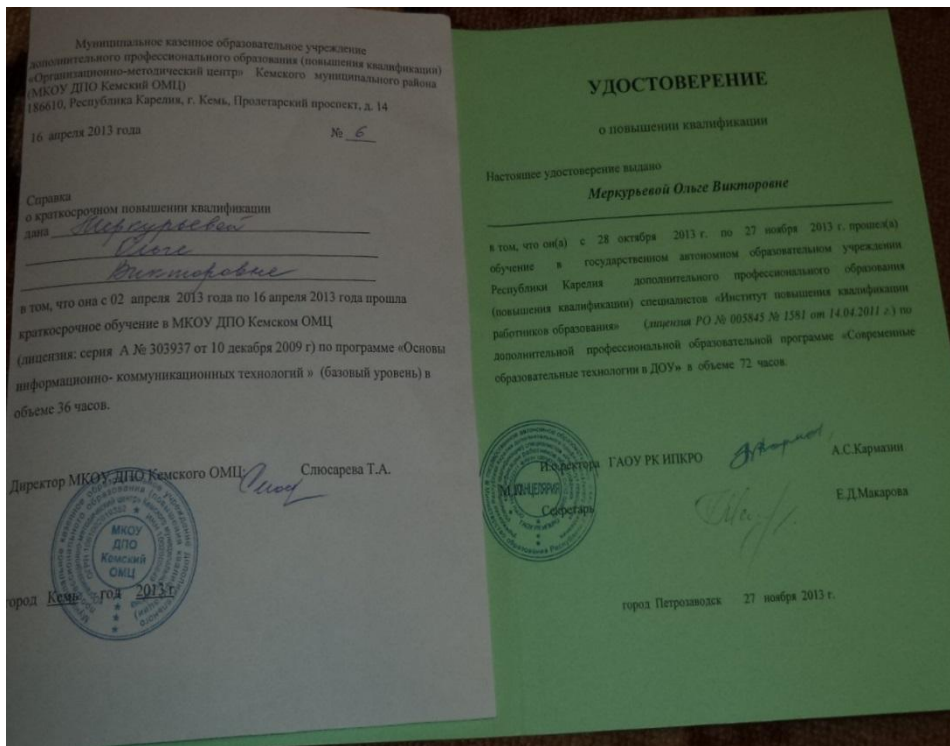 Муниципальное казенное образовательное учреждение
дополнительного профессионального образования (повышения квалификации)
«Организационно-методический центр» Кемского муниципального района
(МКОУ ДПО Кемский ОМЦ)
186610, Республика Карелия, г. Кемь, Пролетарский проспект, д. 14
16 апреля 2013 года № 6
Справка
о краткосрочном повышении квалификации
дана Меркурьевой
Ольге
Викторовне
в том, что она с 02 апреля 2013 года по 16 апреля 2013 года прошла
краткосрочное обучение в МКОУ ДПО Кемском ОМЦ
(лицензия: серия А № 303937 от 10 декабря 2009 г) по программе «Основы
информационно- коммуникационных технологий » (базовый уровень) в
объеме 36 часов.
Директор МКОУ ДПО Кемского ОМЦ: Слюсарева Т.А.
МКОУ
ДПО
Кемский
ОМЦ
город Кемь год 2013 г
УДОСТОВЕРЕНИЕ
о повышении квалификации
Настоящее удостоверение выдано
Меркурьевой Ольге Викторовне
в том, что он(а) с 28 октября 2013 г. по 27 ноября 2013 г. прошел(а)
обучение в государственном автономном образовательном учреждении
Республики Карелия дополнительного профессионального образования
(повышения квалификации) специалистов «Институт повышения квалификации
работников образования» (лицензия РО № 005845 № 1581 от 14.04.2011 г.) по
дополнительной профессиональной образовательной программе «Современные
образовательные технологии в ДОУ» в объеме 72 часов.
И.о.ректора ГАОУ РК ИПКРО А.С.Кармазин
М.П.
КАНЦЕЛЯРИЯ
Секретарь Е.Д.Макарова
город Петрозаводск 27 ноября 2013 г.